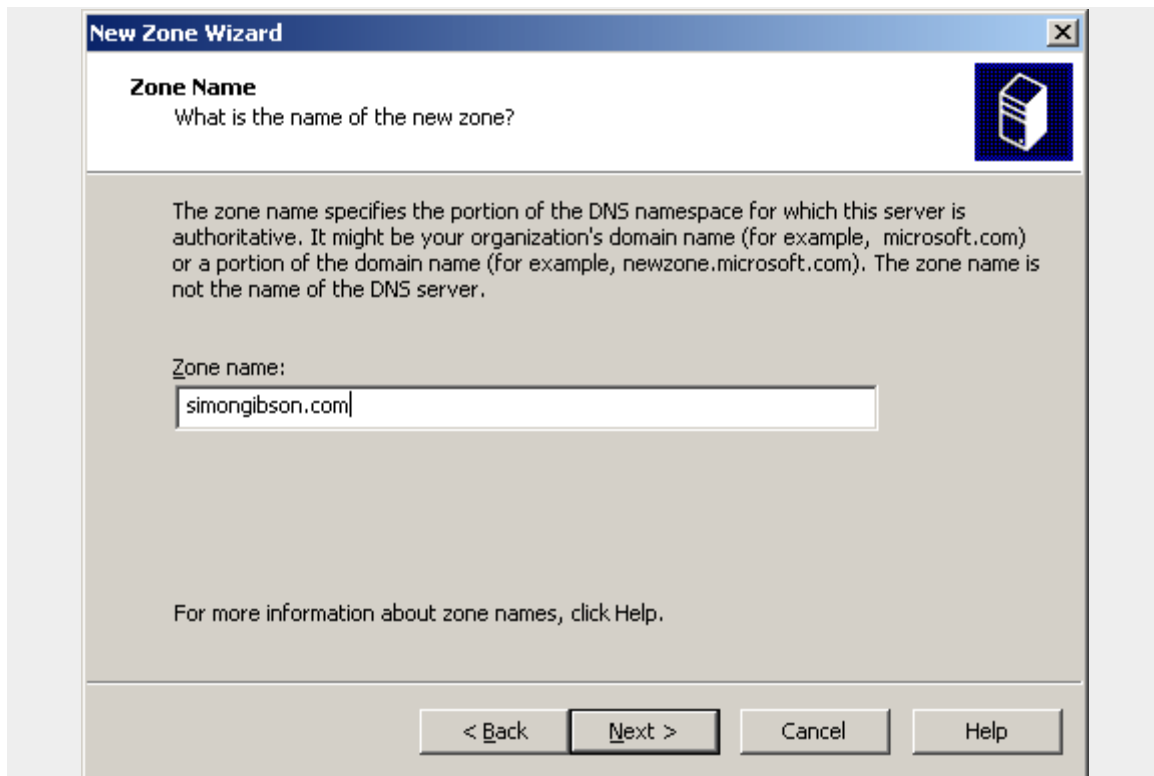 New Zone Wizard
Zone Name
What is the name of the new zone?
The zone name specifies the portion of the DNS namespace for which this server is
authoritative. It might be your organization's domain name (for example,  microsoft.com)
or a portion of the domain name (for example, newzone.microsoft.com). The zone name is
not the name of the DNS server.
Zone name:
simongibson.com
For more information about zone names, click Help.
< Back    Next >    Cancel    Help